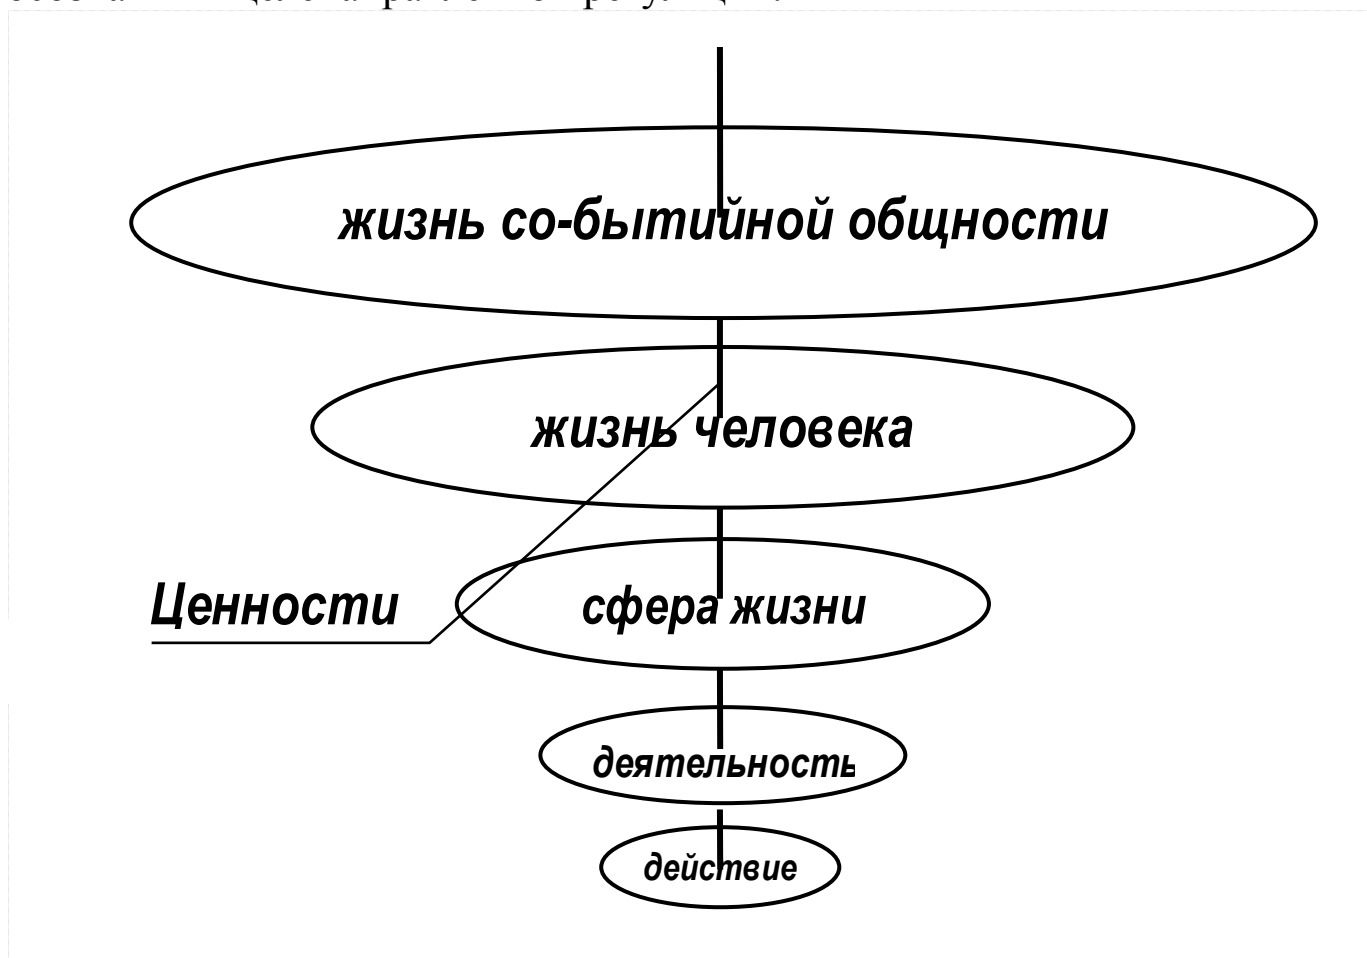 жизнь со-бытийной общности
жизнь человека
Ценности
сфера жизни
деятельность
действие